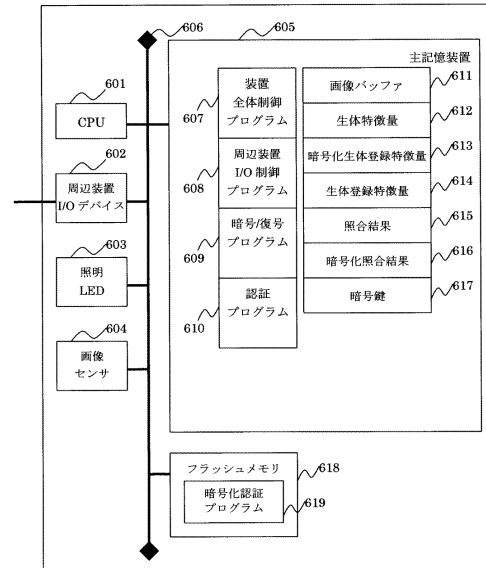 606
605
主記憶装置
601
CPU
602
周辺装置
I/O デバイス
603
照明
LED
604
画像
センサ
装置
全体制御
プログラム
607
周辺装置
I/O 制御
プログラム
608
暗号/復号
プログラム
609
認証
プログラム
610
画像バッファ
611
生体特徴量
612
暗号化生体登録特徴量
613
生体登録特徴量
614
照合結果
615
暗号化照合結果
616
暗号鍵
617
フラッシュメモリ
618
暗号化認証
プログラム
619